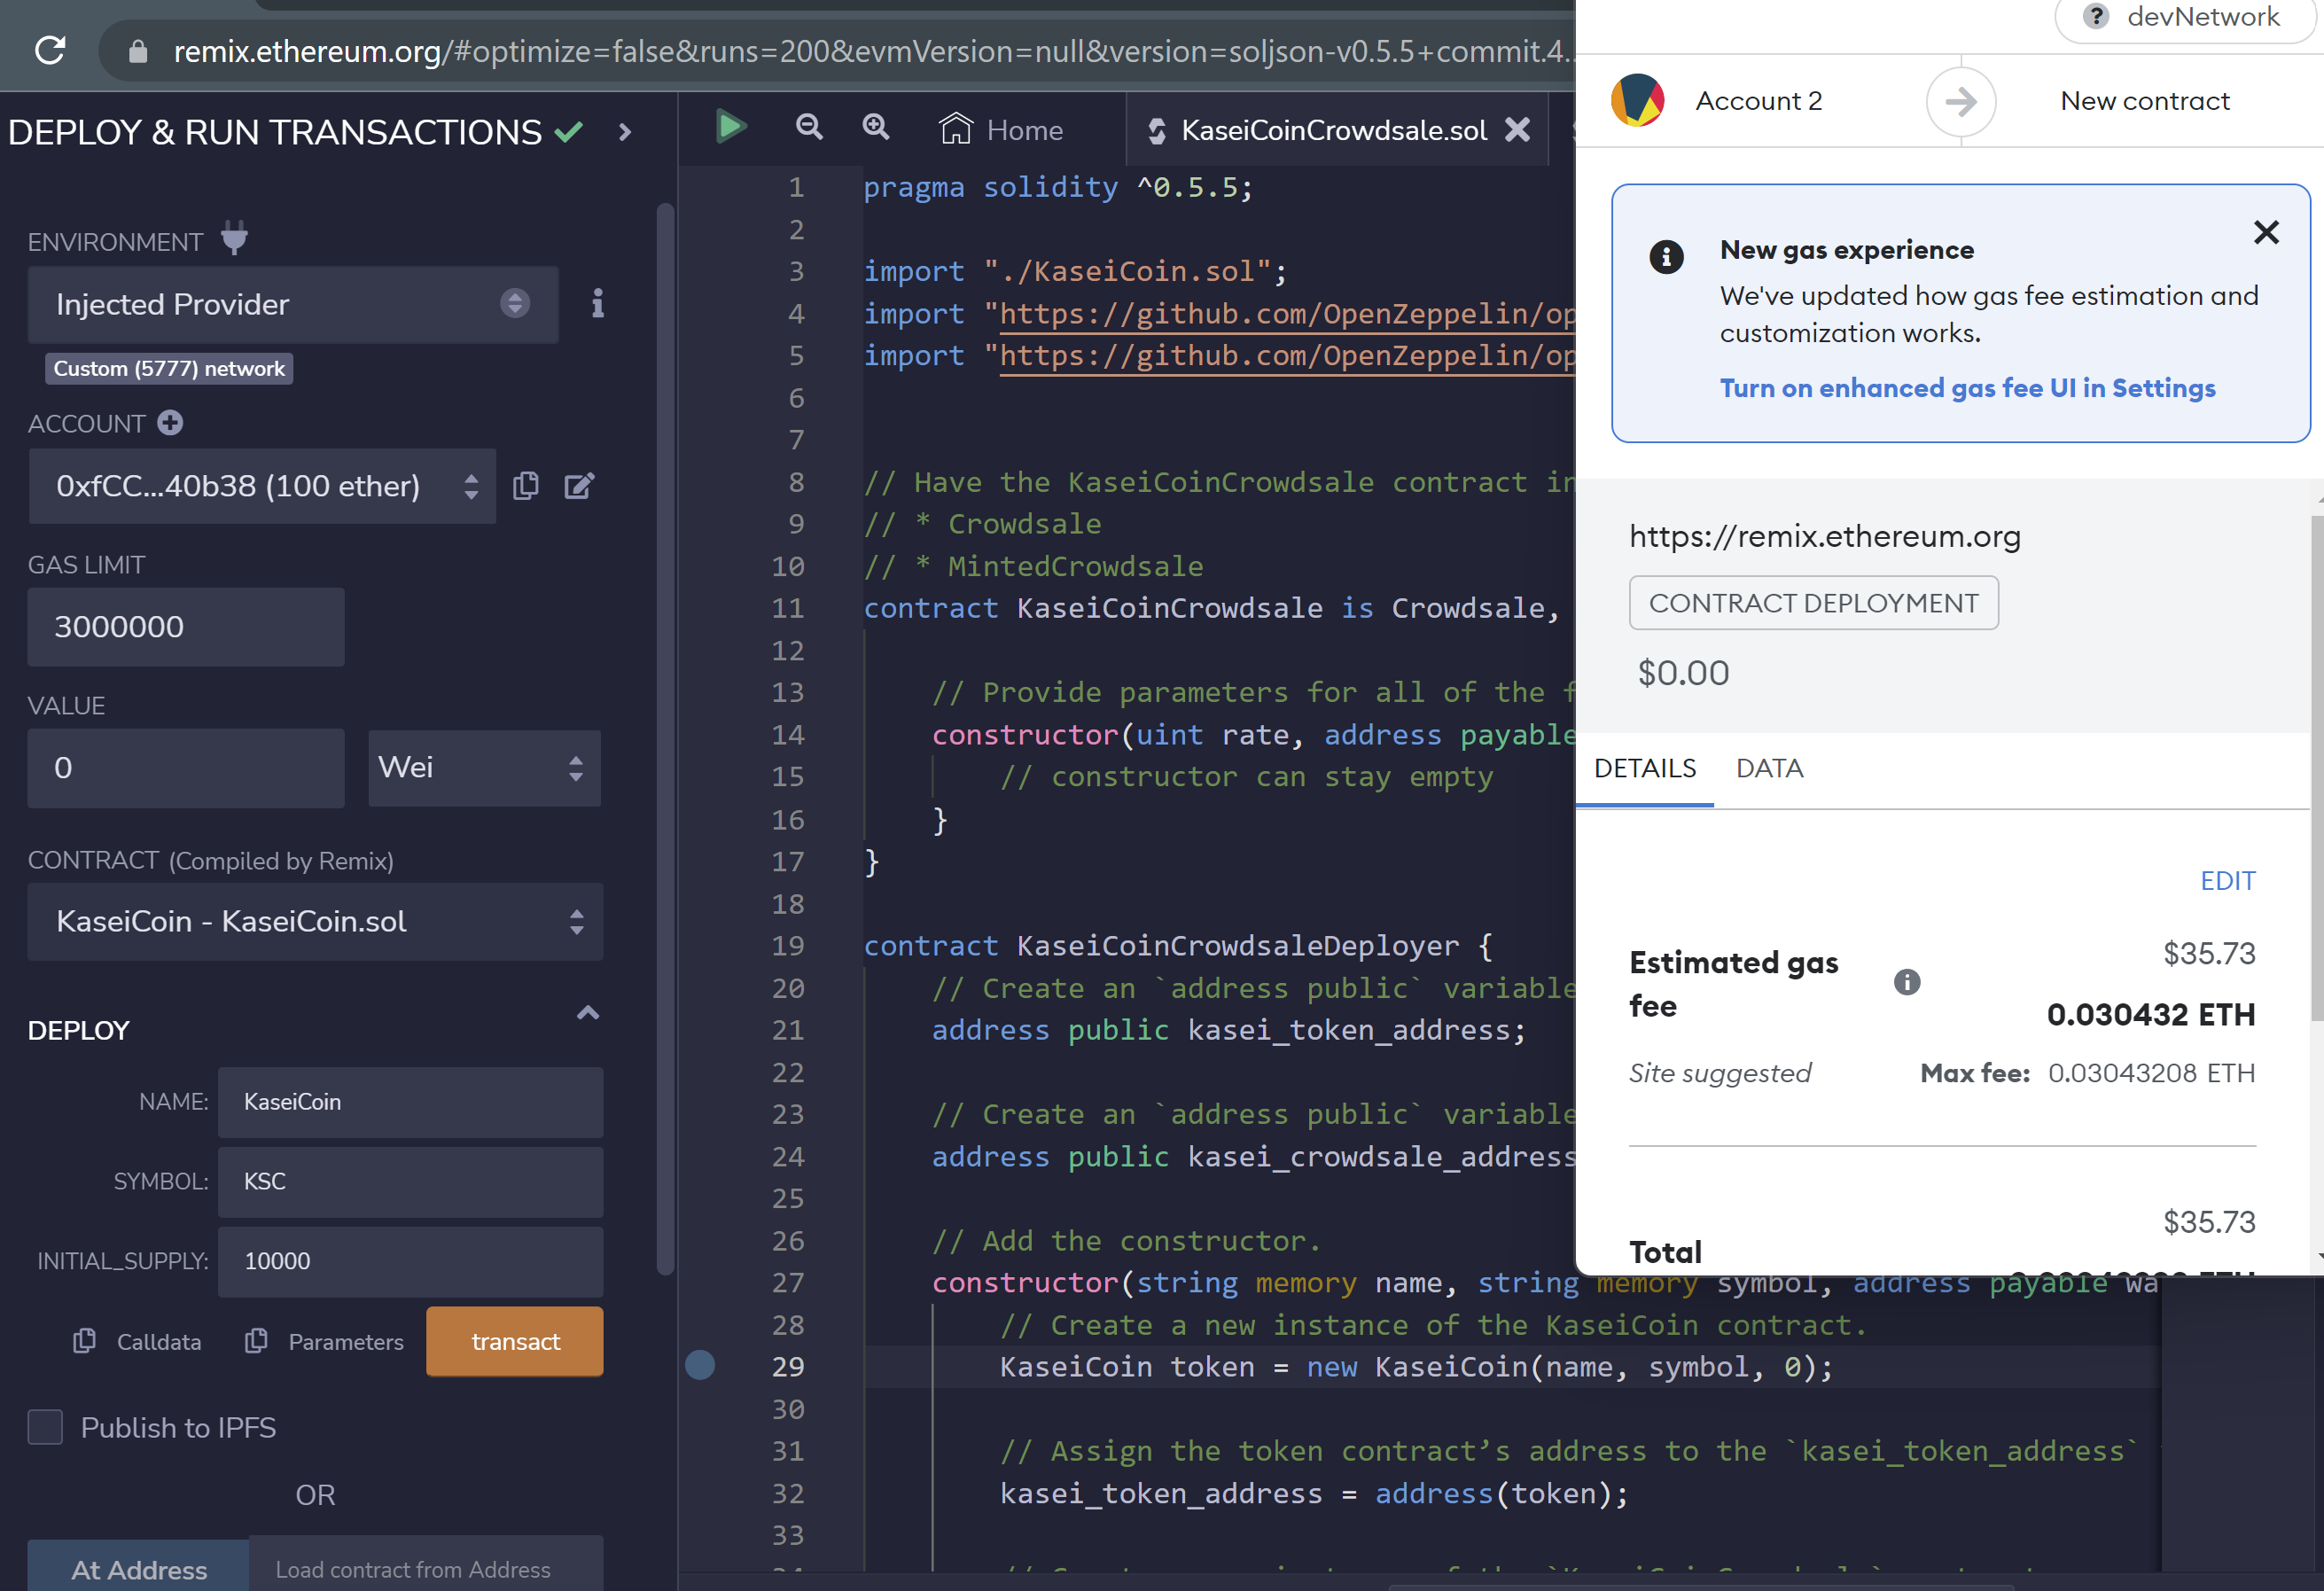 remix.ethereum.org/#optimize=false&runs=200&evmVersion=null&version=soljson-v0.5.5+commit.4...
DEPLOY & RUN TRANSACTIONS
ENVIRONMENT
Injected Provider
Custom (5777) network
ACCOUNT
0xfCC...40b38 (100 ether)
GAS LIMIT
3000000
VALUE
0
Wei
CONTRACT (Compiled by Remix)
KaseiCoin - KaseiCoin.sol
DEPLOY
NAME: KaseiCoin
SYMBOL: KSC
INITIAL_SUPPLY: 10000
Calldata
Parameters
transact
Publish to IPFS
OR
At Address
Load contract from Address
Home
KaseiCoinCrowdsale.sol
1 pragma solidity ^0.5.5;
2
3 import "./KaseiCoin.sol";
4 import "https://github.com/OpenZeppelin/op
5 import "https://github.com/OpenZeppelin/op
6
7
8 // Have the KaseiCoinCrowdsale contract in
9 // * Crowdsale
10 // * MintedCrowdsale
11 contract KaseiCoinCrowdsale is Crowdsale,
12
13 // Provide parameters for all of the f
14 constructor(uint rate, address payable
15 // constructor can stay empty
16 }
17 }
18
19 contract KaseiCoinCrowdsaleDeployer {
20 // Create an `address public` variable
21 address public kasei_token_address;
22
23 // Create an `address public` variable
24 address public kasei_crowdsale_address
25
26 // Add the constructor.
27 constructor(string memory name, string memory symbol, address payable wa
28 // Create a new instance of the KaseiCoin contract.
29 KaseiCoin token = new KaseiCoin(name, symbol, 0);
30
31 // Assign the token contract’s address to the `kasei_token_address`
32 kasei_token_address = address(token);
33
devNetwork
Account 2
New contract
New gas experience
We've updated how gas fee estimation and
customization works.
Turn on enhanced gas fee UI in Settings
https://remix.ethereum.org
CONTRACT DEPLOYMENT
$0.00
DETAILS
DATA
EDIT
Estimated gas
fee
$35.73
0.030432 ETH
Site suggested
Max fee: 0.03043208 ETH
$35.73
Total